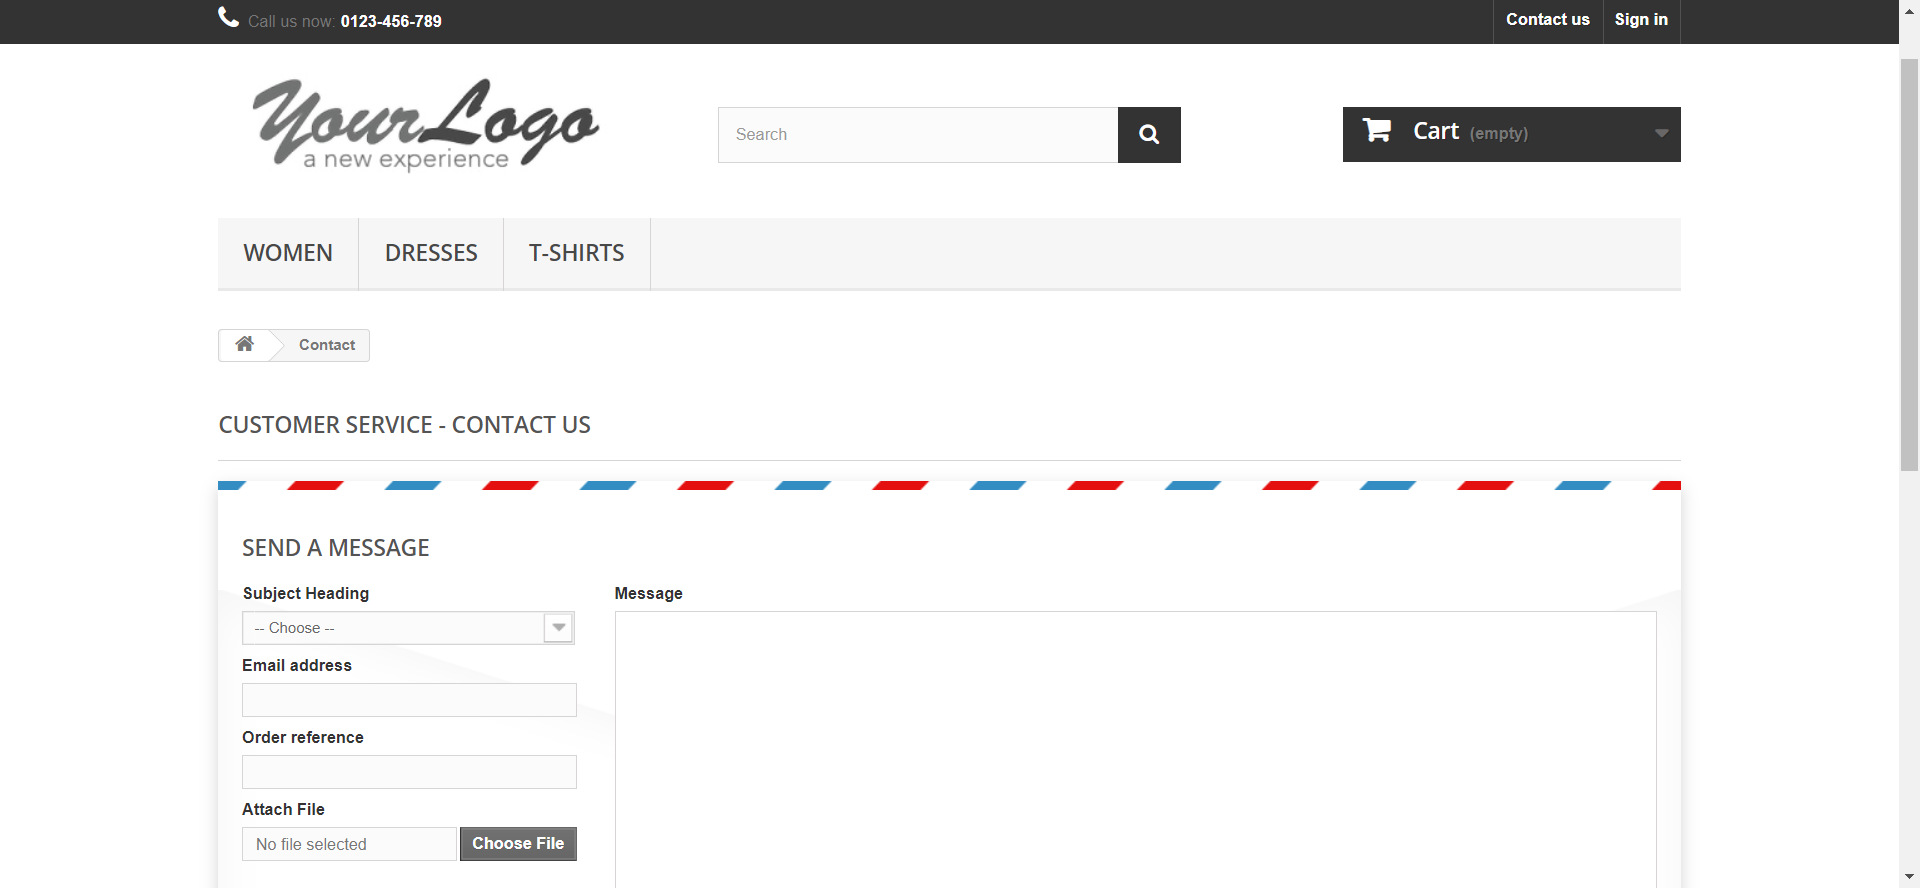 Call us now: 0123-456-789
Contact us
Sign in
YourLogo
a new experience
Search
Cart (empty)
WOMEN
DRESSES
T-SHIRTS
Contact
CUSTOMER SERVICE - CONTACT US
SEND A MESSAGE
Subject Heading
-- Choose --
Email address
Order reference
Attach File
No file selected
Choose File
Message